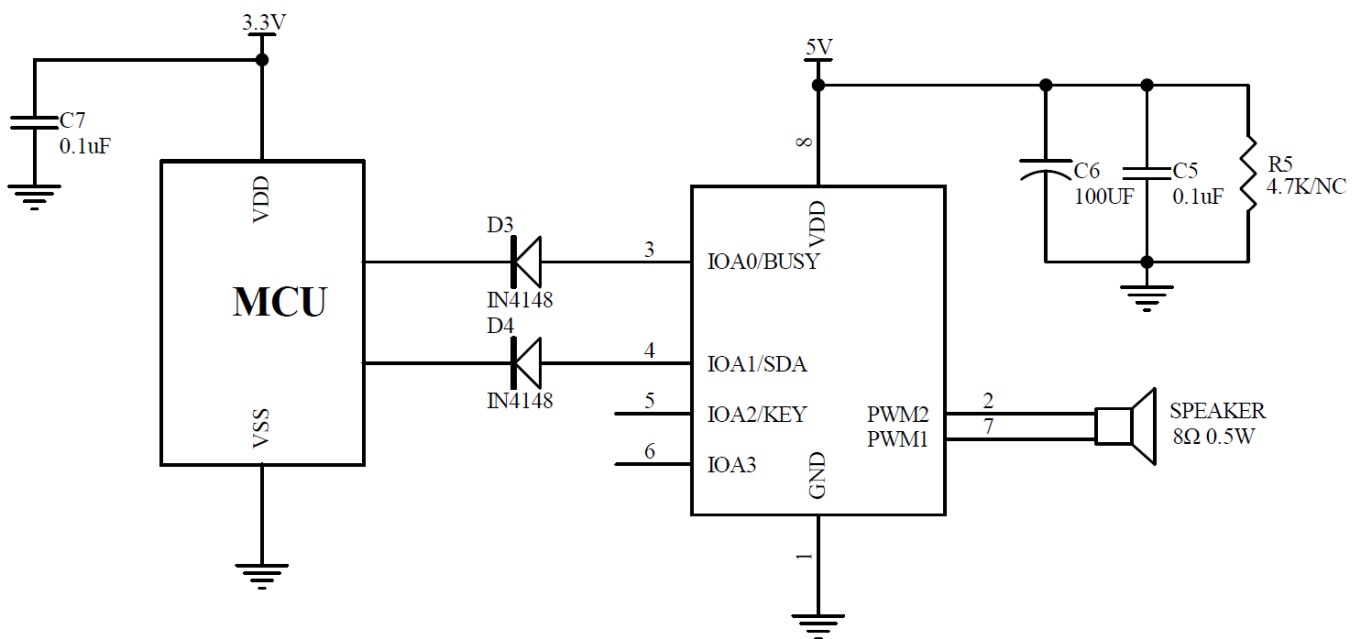 3.3V
5V
C7
0.1uF
VDD
MCU
VSS
D3
IN4148
D4
IN4148
3
4
5
6
IOA0/BUSY
IOA1/SDA
IOA2/KEY
IOA3
8
VDD
GND
1
PWM2
PWM1
2
7
SPEAKER
8Ω 0.5W
C6
100UF
C5
0.1uF
R5
4.7K/NC